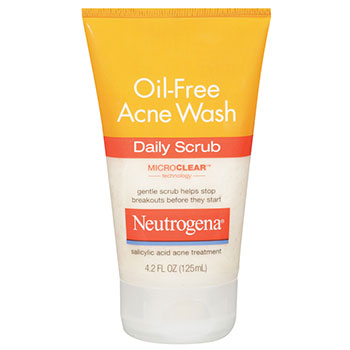 Oil-Free
Acne Wash
Daily Scrub
MICROCLEAR™
technology
gentle scrub helps stop
breakouts before they start
Neutrogena®
salicylic acid acne treatment
4.2 FL OZ (125mL)